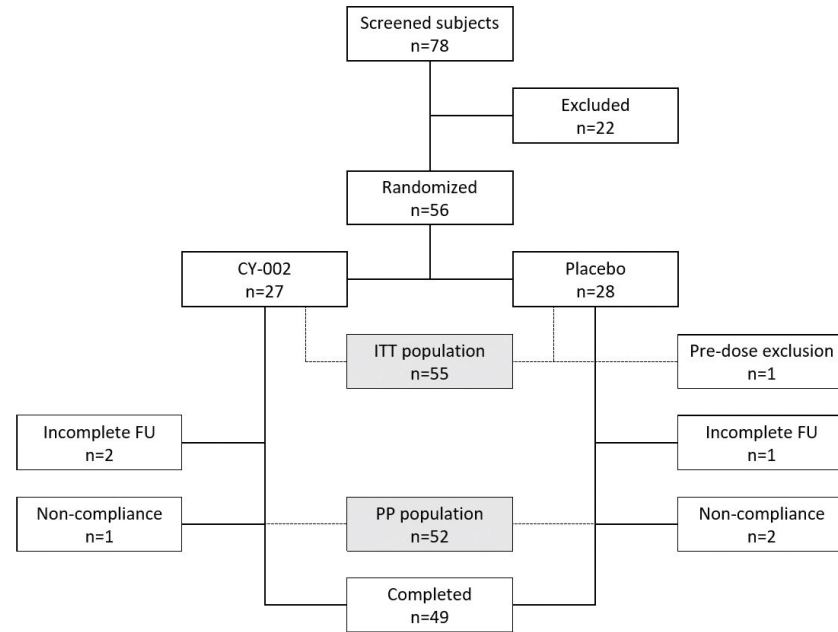 Screened subjects
n=78
Excluded
n=22
Randomized
n=56
CY-002
n=27
Placebo
n=28
ITT population
n=55
Pre-dose exclusion
n=1
Incomplete FU
n=2
Incomplete FU
n=1
Non-compliance
n=1
PP population
n=52
Non-compliance
n=2
Completed
n=49